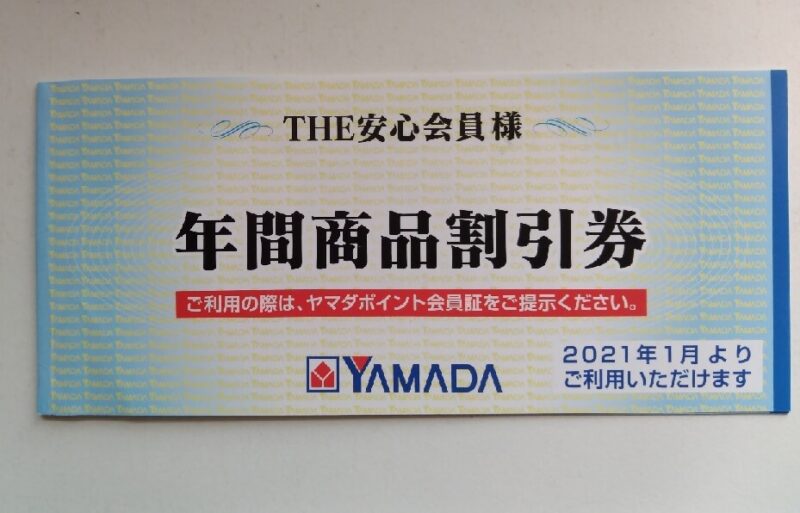 THE安心会員様
年間商品割引券
ご利用の際は、ヤマダポイント会員証をご提示ください。
YAMADA
2021年1月より
ご利用いただけます